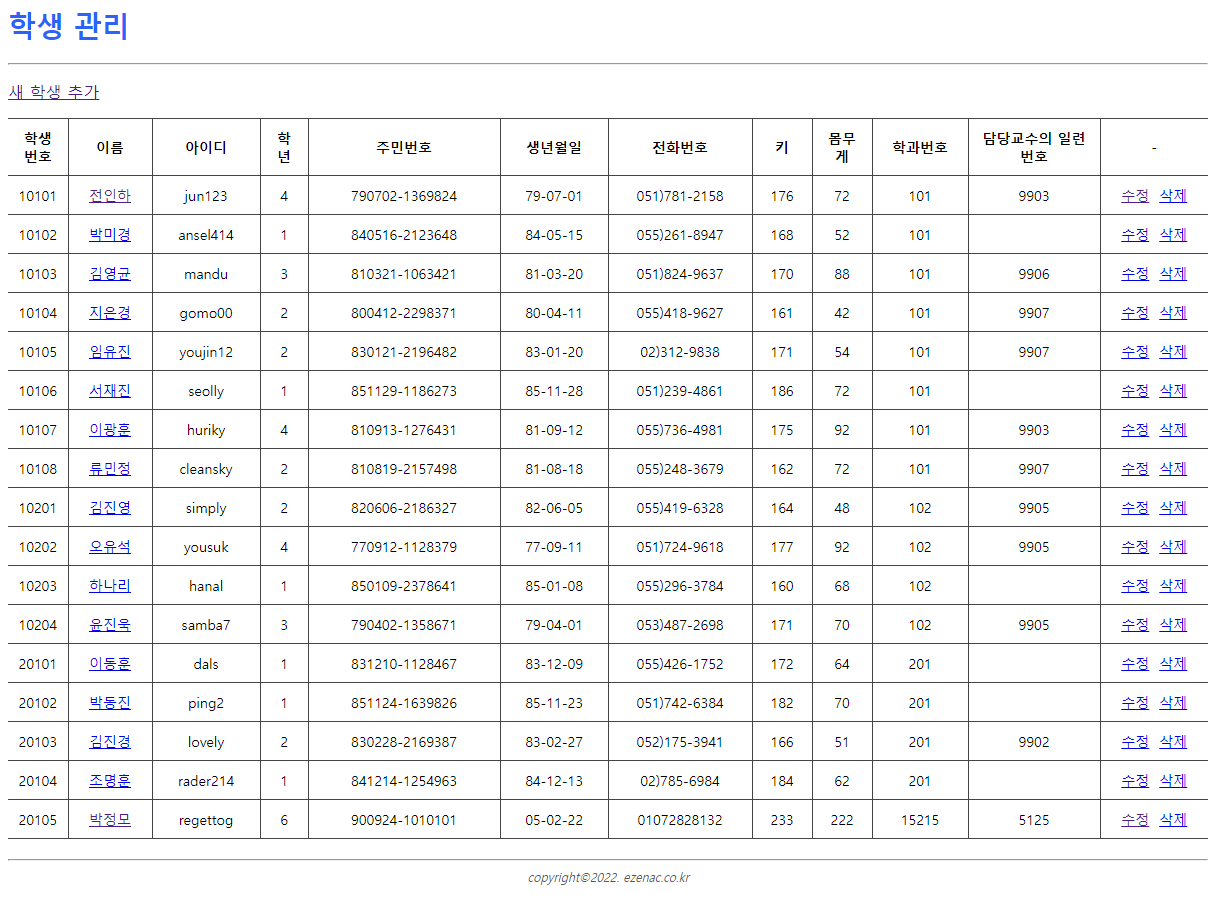 학생 관리
새 학생 추가
학생 번호 이름 아이디 학년 주민번호 생년월일 전화번호 키 몸무게 학과번호 담당교수의 일련 번호 -
10101 전인하 jun123 4 790702-1369824 79-07-01 051)781-2158 176 72 101 9903 수정 삭제
10102 박미경 ansel414 1 840516-2123648 84-05-15 055)261-8947 168 52 101 수정 삭제
10103 김영균 mandu 3 810321-1063421 81-03-20 051)824-9637 170 88 101 9906 수정 삭제
10104 지은경 gomo00 2 800412-2298371 80-04-11 055)418-9627 161 42 101 9907 수정 삭제
10105 임유진 youjin12 2 830121-2196482 83-01-20 02)312-9838 171 54 101 9907 수정 삭제
10106 서재진 seolly 1 851129-1186273 85-11-28 051)239-4861 186 72 101 수정 삭제
10107 이광훈 huriky 4 810913-1276431 81-09-12 055)736-4981 175 92 101 9903 수정 삭제
10108 류민정 cleansky 2 810819-2157498 81-08-18 055)248-3679 162 72 101 9907 수정 삭제
10201 김진영 simply 2 820606-2186327 82-06-05 055)419-6328 164 48 102 9905 수정 삭제
10202 오유석 yousuk 4 770912-1128379 77-09-11 051)724-9618 177 92 102 9905 수정 삭제
10203 하나리 hanal 1 850109-2378641 85-01-08 055)296-3784 160 68 102 수정 삭제
10204 윤진욱 samba7 3 790402-1358671 79-04-01 053)487-2698 171 70 102 9905 수정 삭제
20101 이동훈 dals 1 831210-1128467 83-12-09 055)426-1752 172 64 201 수정 삭제
20102 박동진 ping2 1 851124-1639826 85-11-23 051)742-6384 182 70 201 수정 삭제
20103 김진경 lovely 2 830228-2169387 83-02-27 052)175-3941 166 51 201 9902 수정 삭제
20104 조명훈 rader214 1 841214-1254963 84-12-13 02)785-6984 184 62 201 수정 삭제
20105 박정모 regettog 6 900924-1010101 05-02-22 01072828132 233 222 15215 5125 수정 삭제
copyright©2022. ezenac.co.kr